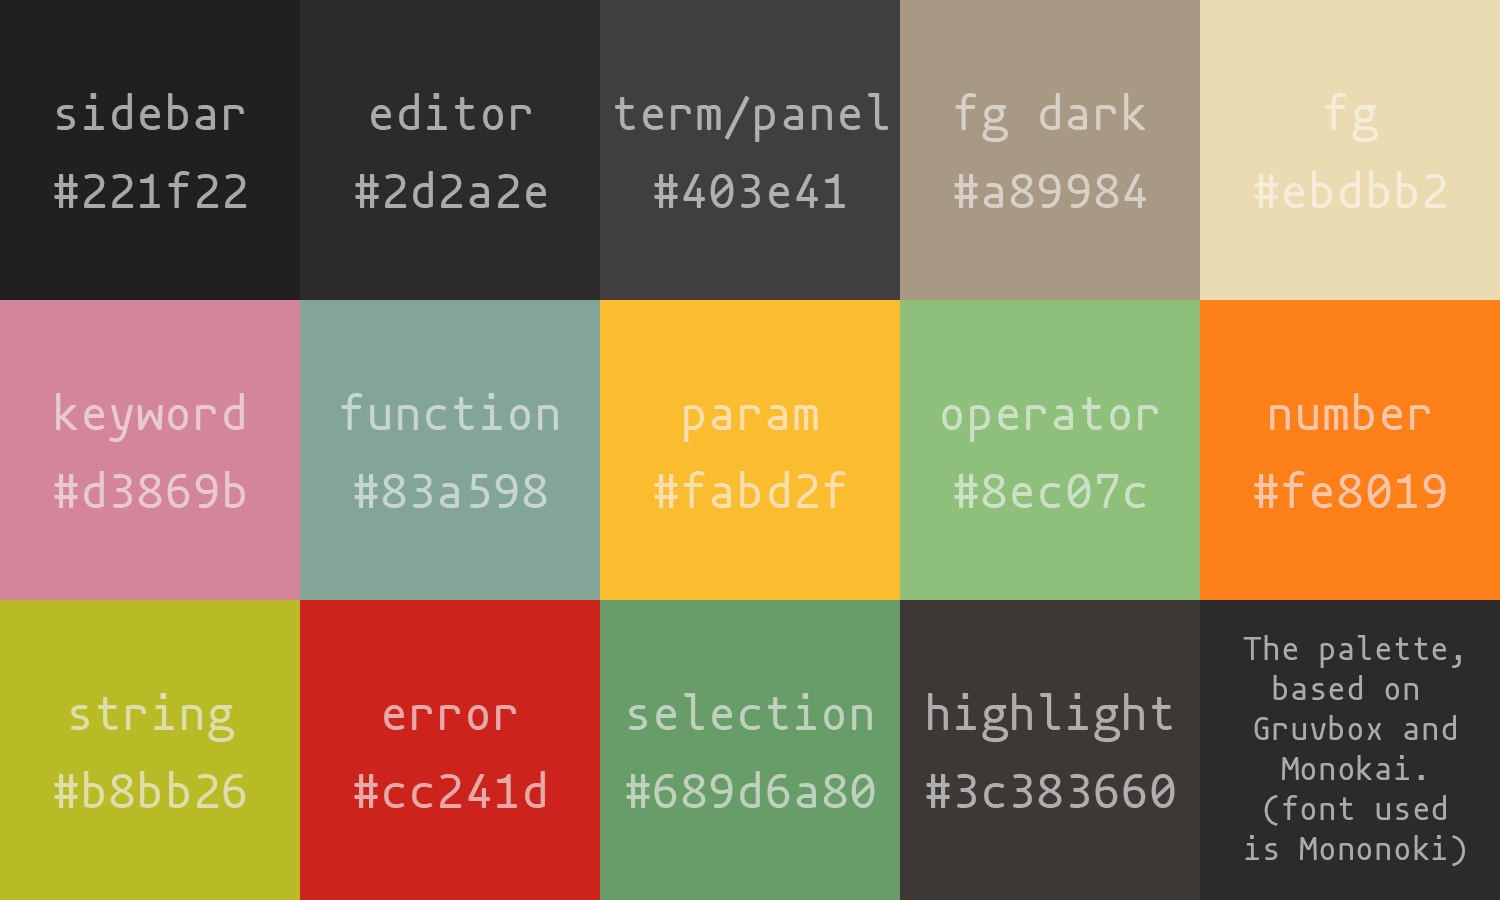 sidebar
#221f22
editor
#2d2a2e
term/panel
#403e41
fg dark
#a89984
fg
#ebdbb2
keyword
#d3869b
function
#83a598
param
#fabd2f
operator
#8ec07c
number
#fe8019
string
#b8bb26
error
#cc241d
selection
#689d6a80
highlight
#3c383660
The palette,
based on
Gruvbox and
Monokai.
(font used
is Mononoki)